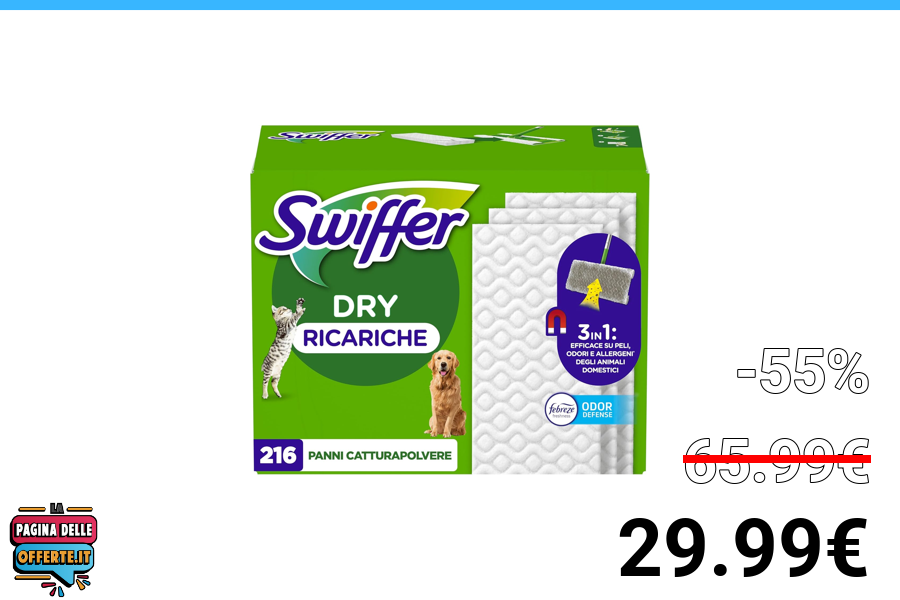 Swiffer
Swiffer
DRY
RICARICHE
3 IN 1:
EFFICACE SU PELI,
ODORI E ALLERGENI*
DEGLI ANIMALI
DOMESTICI
febreze
freshness
ODOR
DEFENSE
216 PANNI CATTURAPOLVERE
-55%
65.99€
29.99€
LA
PAGINA DELLE
OFFERTE.IT